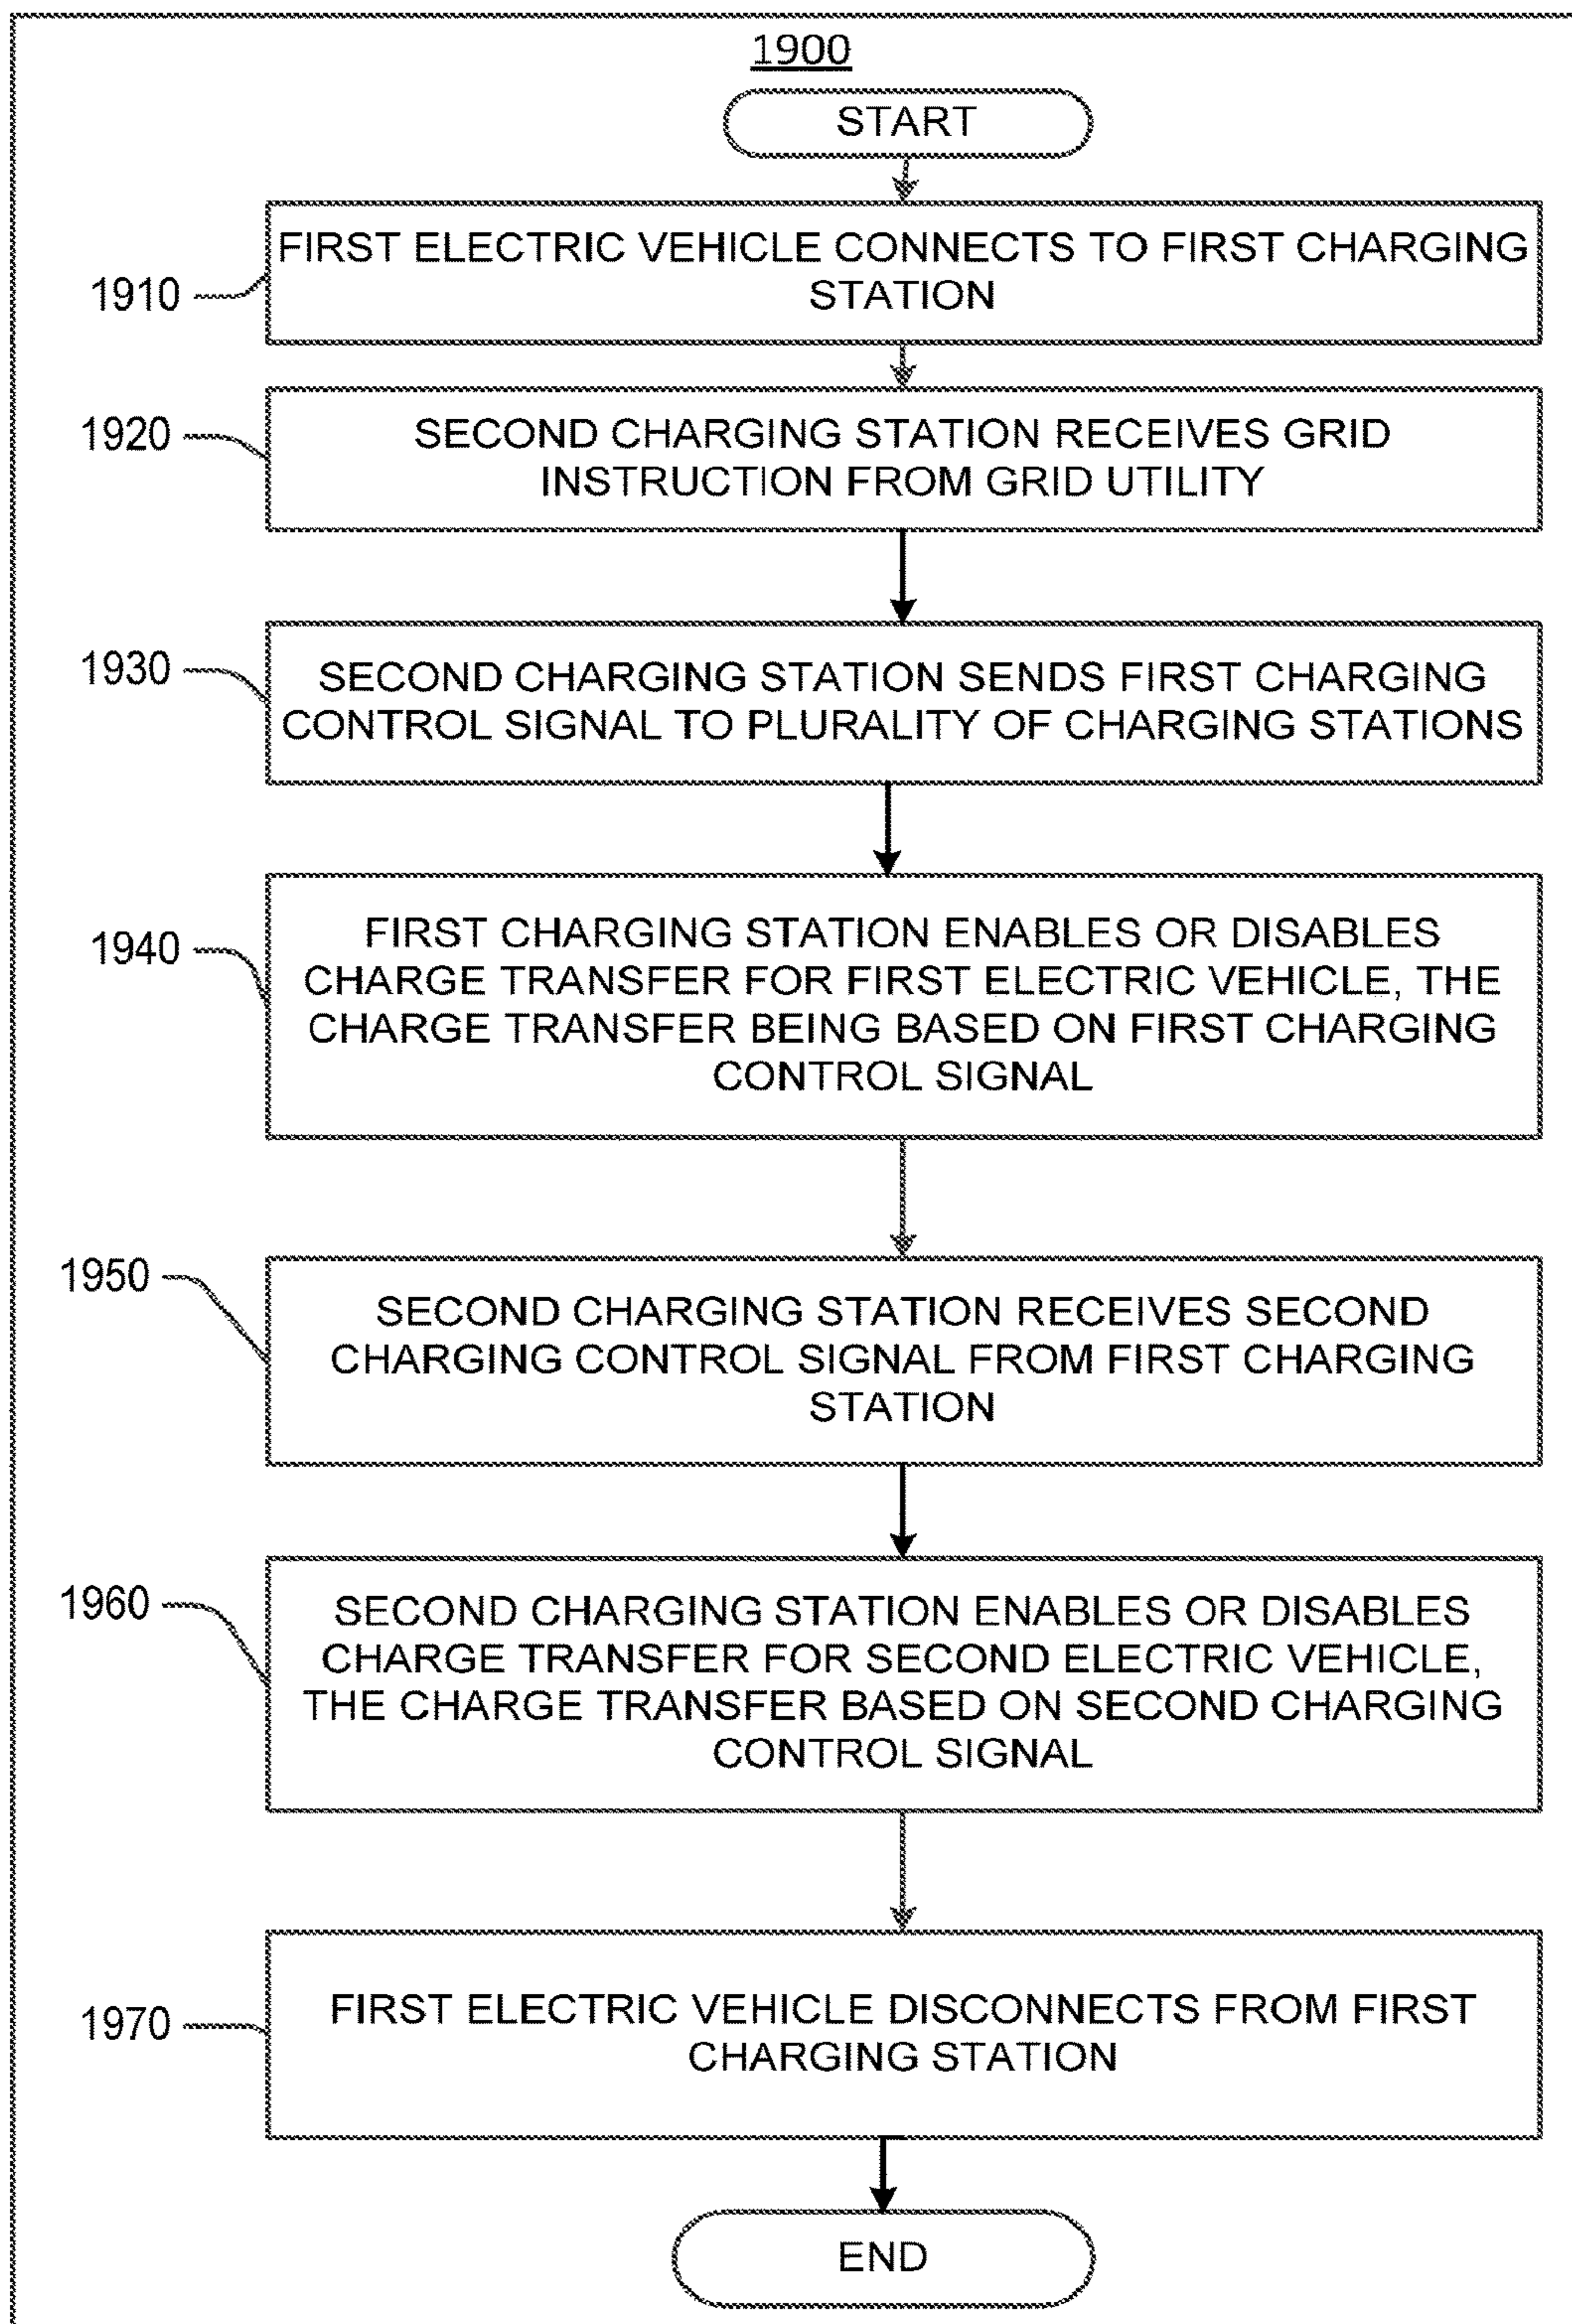 1900
START
FIRST ELECTRIC VEHICLE CONNECTS TO FIRST CHARGING
STATION
1910
SECOND CHARGING STATION RECEIVES GRID
INSTRUCTION FROM GRID UTILITY
1920
SECOND CHARGING STATION SENDS FIRST CHARGING
CONTROL SIGNAL TO PLURALITY OF CHARGING STATIONS
1930
FIRST CHARGING STATION ENABLES OR DISABLES
CHARGE TRANSFER FOR FIRST ELECTRIC VEHICLE, THE
CHARGE TRANSFER BEING BASED ON FIRST CHARGING
CONTROL SIGNAL
1940
SECOND CHARGING STATION RECEIVES SECOND
CHARGING CONTROL SIGNAL FROM FIRST CHARGING
STATION
1950
SECOND CHARGING STATION ENABLES OR DISABLES
CHARGE TRANSFER FOR SECOND ELECTRIC VEHICLE,
THE CHARGE TRANSFER BASED ON SECOND CHARGING
CONTROL SIGNAL
1960
FIRST ELECTRIC VEHICLE DISCONNECTS FROM FIRST
CHARGING STATION
1970
END